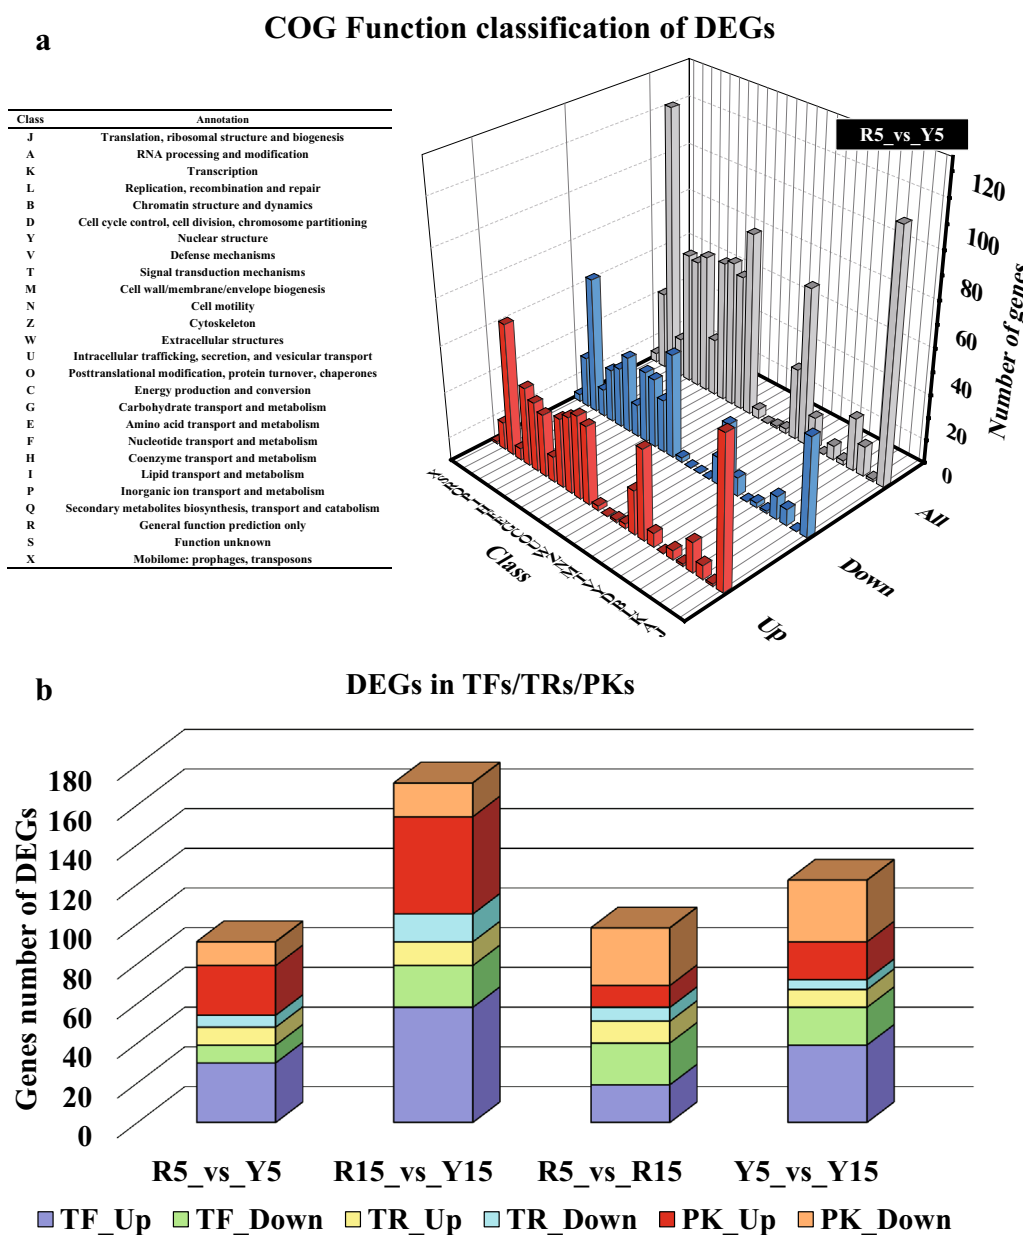 a
COG Function classification of DEGs
Class Annotation
J Translation, ribosomal structure and biogenesis
A RNA processing and modification
K Transcription
L Replication, recombination and repair
B Chromatin structure and dynamics
D Cell cycle control, cell division, chromosome partitioning
Y Nuclear structure
V Defense mechanisms
T Signal transduction mechanisms
M Cell wall/membrane/envelope biogenesis
N Cell motility
Z Cytoskeleton
W Extracellular structures
U Intracellular trafficking, secretion, and vesicular transport
O Posttranslational modification, protein turnover, chaperones
C Energy production and conversion
G Carbohydrate transport and metabolism
E Amino acid transport and metabolism
F Nucleotide transport and metabolism
H Coenzyme transport and metabolism
I Lipid transport and metabolism
P Inorganic ion transport and metabolism
Q Secondary metabolites biosynthesis, transport and catabolism
R General function prediction only
S Function unknown
X Mobilome: prophages, transposons
R5_vs_Y5
120
100
80
60
40
20
0
Number of genes
All
Down
Up
Class
b
DEGs in TFs/TRs/PKs
Genes number of DEGs
180
160
140
120
100
80
60
40
20
0
R5_vs_Y5 R15_vs_Y15 R5_vs_R15 Y5_vs_Y15
TF_Up TF_Down TR_Up TR_Down PK_Up PK_Down